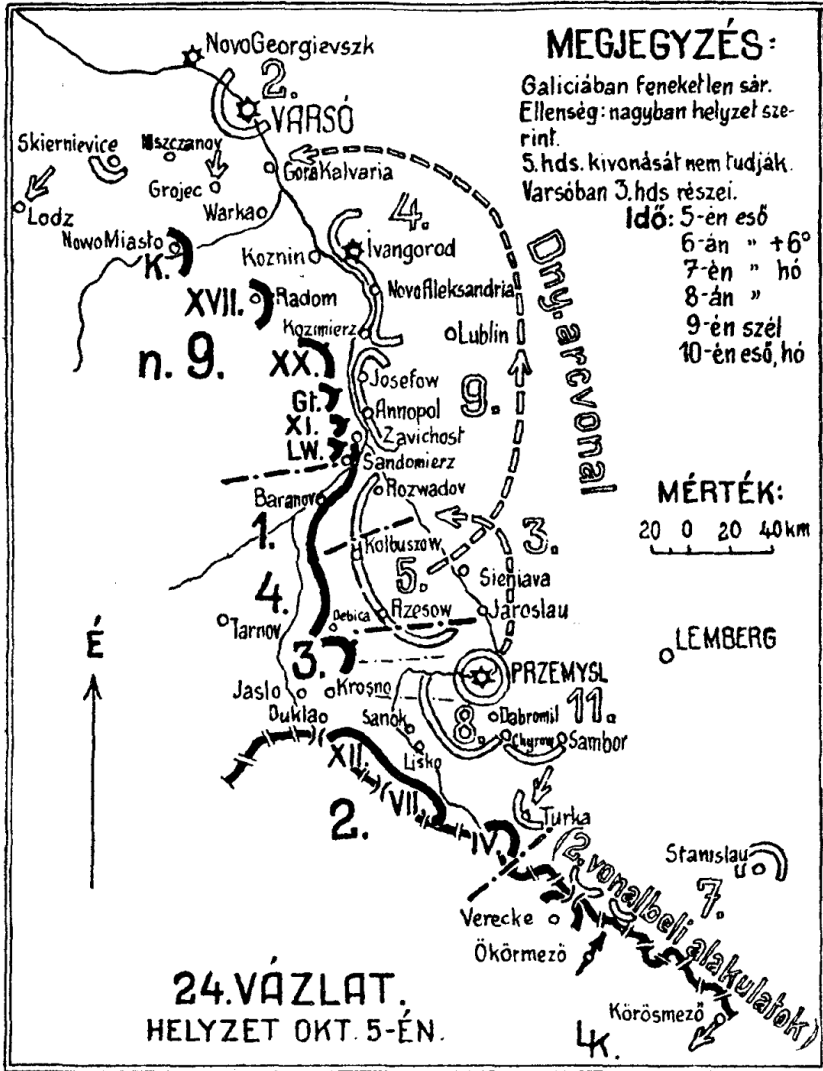 NovoGeorgievszk
2.
VARSÓ
Skiernievice
Mszczanov
Grojec
GoraKalvaria
Lodz
Warka
NowoMiasto
K.
4.
Koznin
Ivangorod
XVII.
Radom
NovoAleksandria
Kozimierz
Lublin
n. 9.
XX.
Josefow
9.
Gt.
Annopol
XI.
Zavichost
LW.
Sandomierz
Baranov
Rozwadov
1.
Kolbuszow
3.
5.
Sieniava
4.
Rzesow
Jaroslau
Tarnov
Debica
LEMBERG
3.
PRZEMYSL
Jaslo
Krosno
Dukla
Sanok
8.
Dabromil
11.
Chyrow
Sambor
Lisko
XII.
VII.
2.
IV.
Turka
Stanislau
7.
(2. vonalbeli alakulatok)
Verecke
Ökörmező
Körösmező
Dny. arcvonal
MEGJEGYZÉS:
Galiciában feneketlen sár.
Ellenség: nagyban helyzet sze-
rint.
5.hds. kivonását nem tudják.
Varsóban 3.hds részei.
Idő: 5-én eső
6-án " +6°
7-én " hó
8-án "
9-én szél
10-én eső, hó
MÉRTÉK:
20 0 20 40 km
É
24.VÁZLAT.
HELYZET OKT. 5-ÉN.